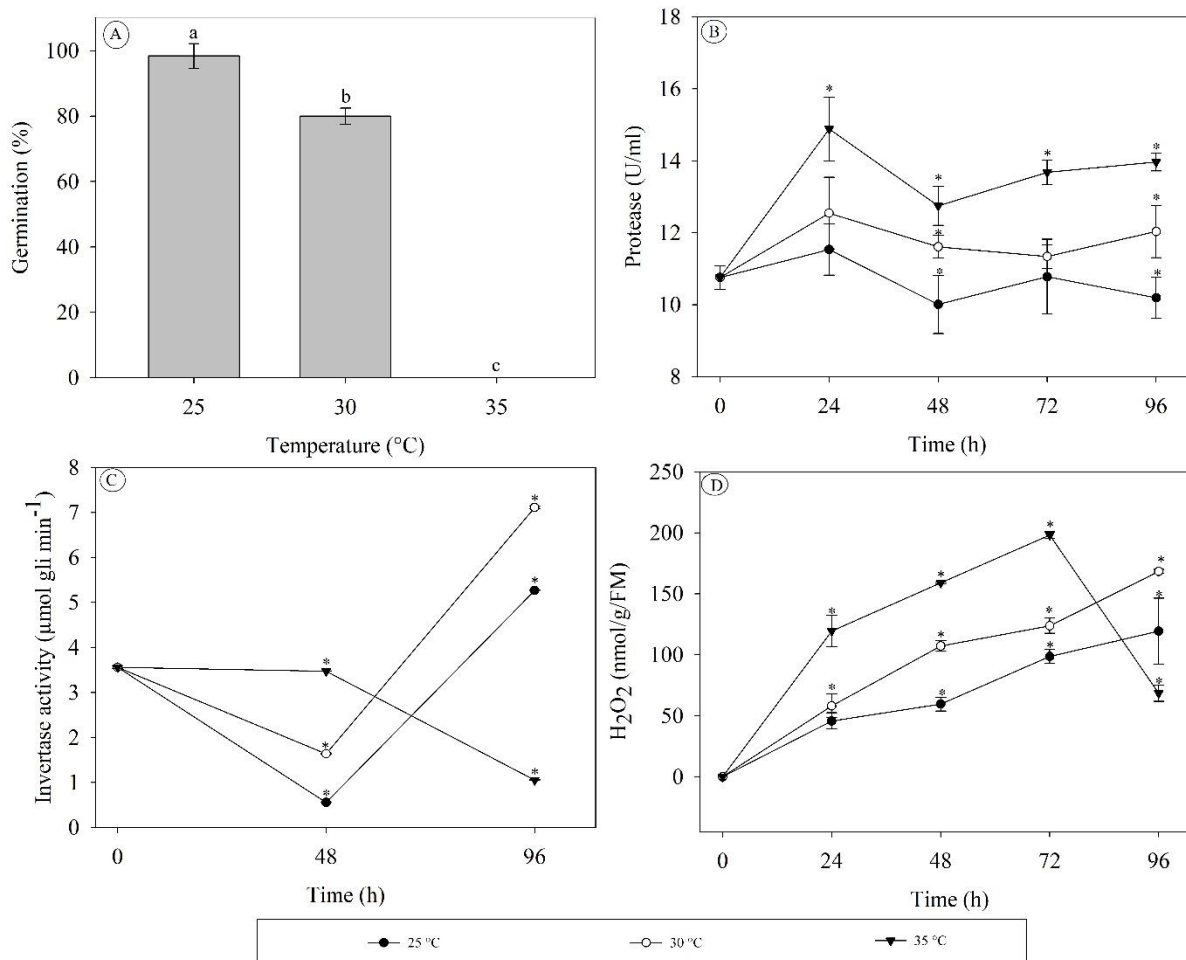 A
Germination (%)
100
80
60
40
20
0
a
b
c
25 30 35
Temperature (°C)
B
Protease (U/ml)
18
16
14
12
10
8
* * * *
* *
* *
0 24 48 72 96
Time (h)
C
Invertase activity (µmol gli min⁻¹)
8
7
6
5
4
3
2
1
0
* *
* *
* *
0 48 96
Time (h)
D
H₂O₂ (nmol/g/FM)
250
200
150
100
50
0
* * * *
* * * *
* * *
0 24 48 72 96
Time (h)
25 °C 30 °C 35 °C